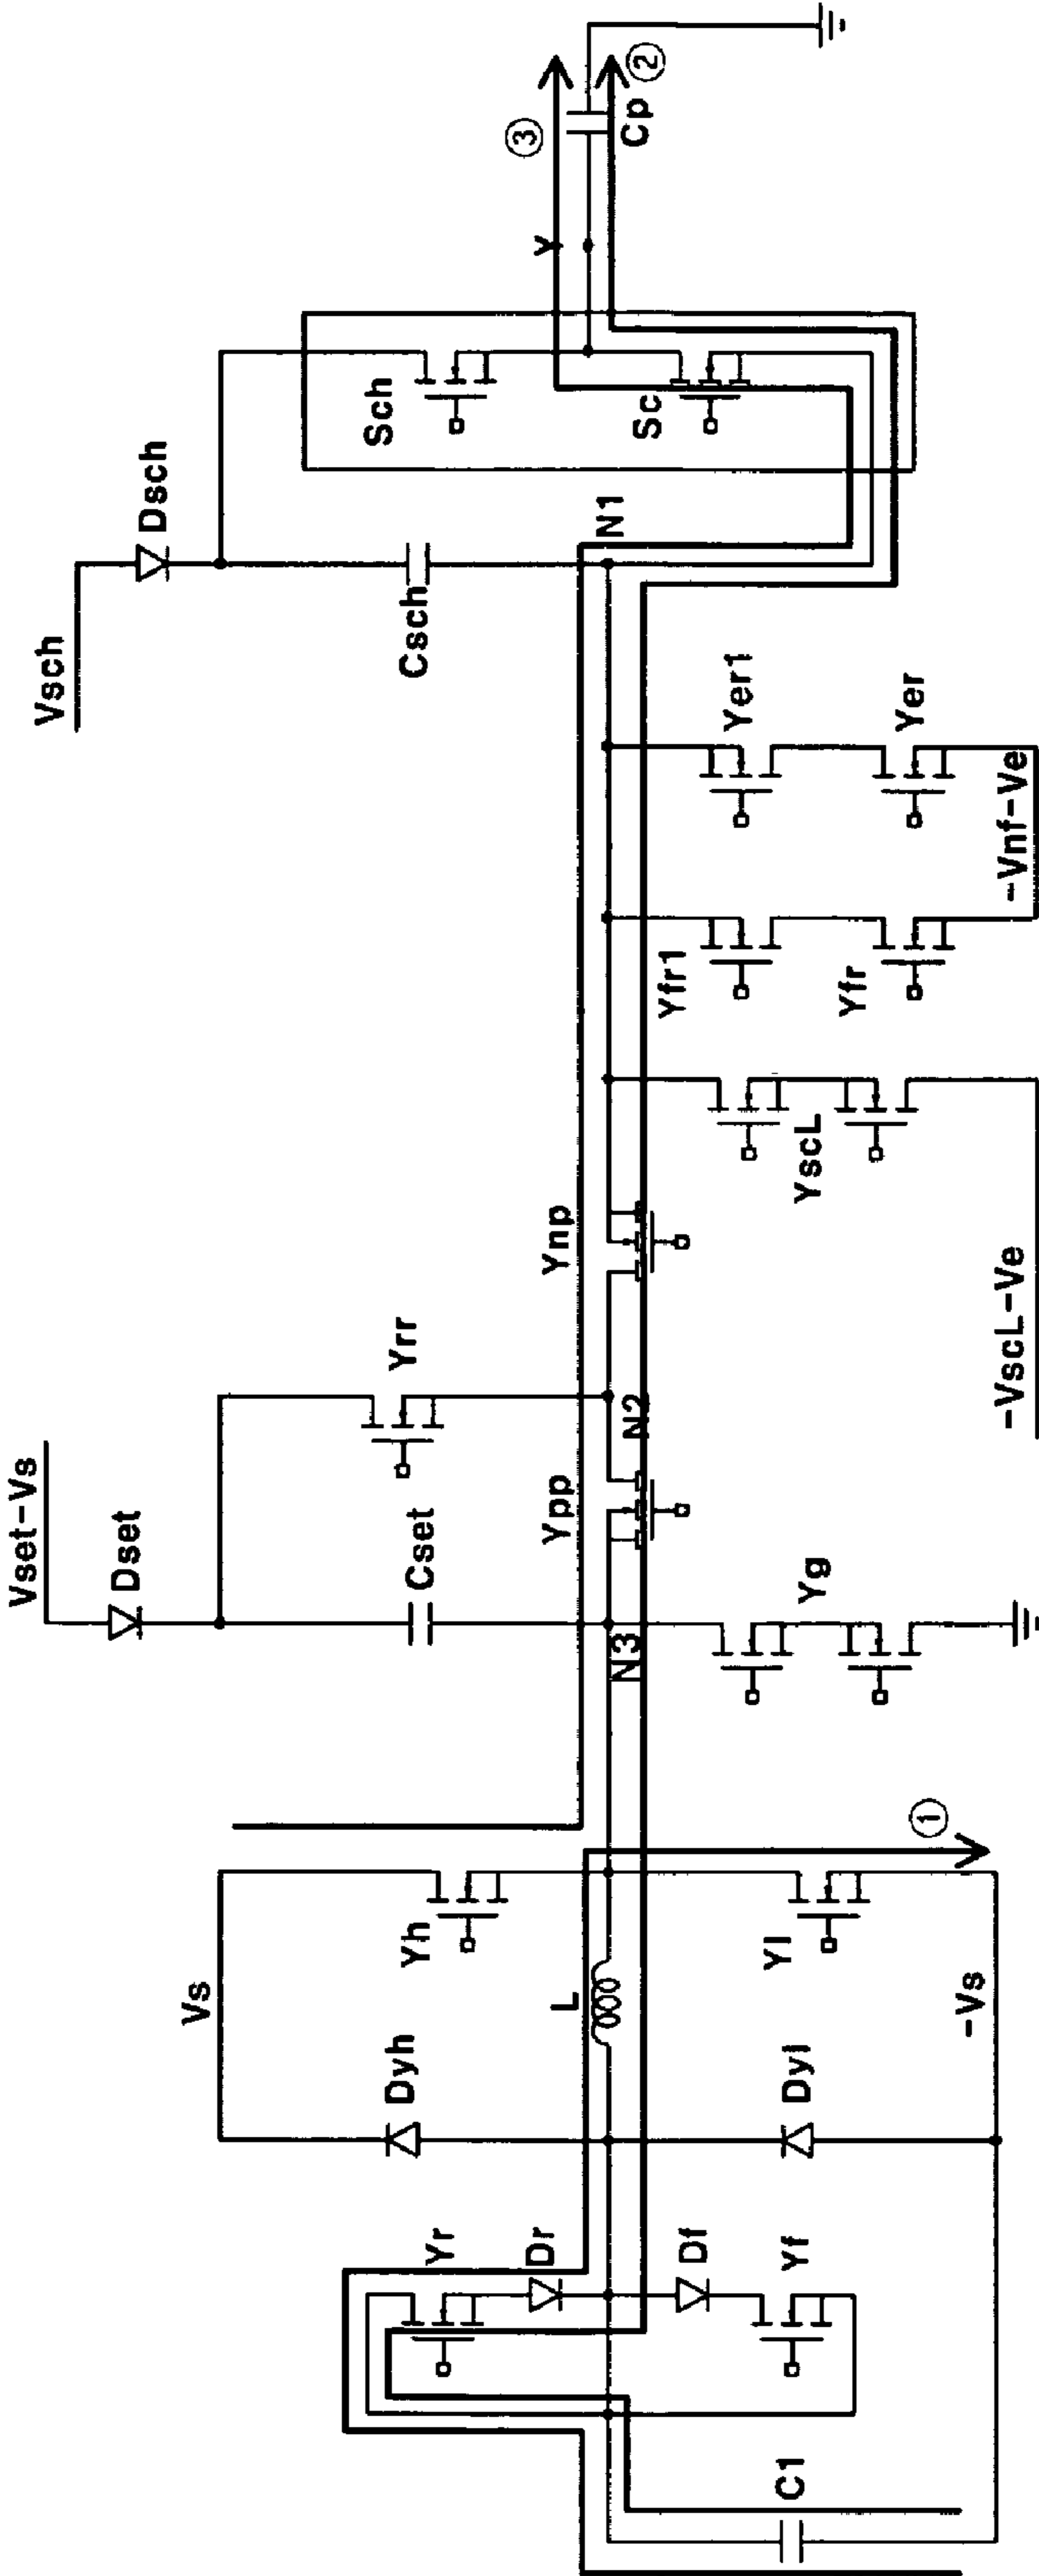 Vs
Vset-Vs
Vsch
Dset
Dsch
Yr
Dyh
Yh
Cset
Yrr
Csch
Sch
③
Dr
L
Ypp
Ynp
N1
Y
②
Cp
N3
N2
Sc
Df
Yf
C1
Dyl
Yl
Yg
YscL
Yfr1
Yfr
Yer1
Yer
①
-Vs
-VscL-Ve
-Vnf-Ve